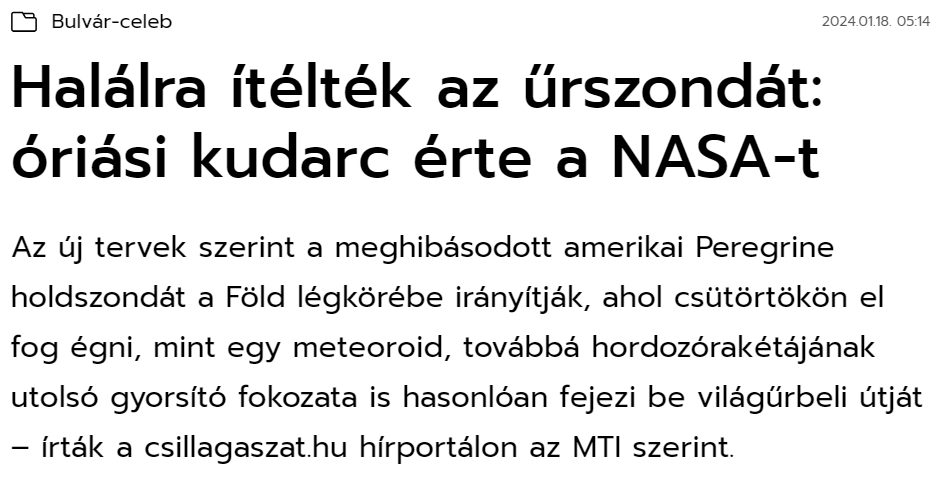 Bulvár-celeb
2024.01.18. 05:14
Halálra ítélték az űrszondát:
óriási kudarc érte a NASA-t
Az új tervek szerint a meghibásodott amerikai Peregrine
holdszondát a Föld légkörébe irányítják, ahol csütörtökön el
fog égni, mint egy meteoroid, továbbá hordozórakétájának
utolsó gyorsító fokozata is hasonlóan fejezi be világűrbeli útját
– írták a csillagaszat.hu hírportálon az MTI szerint.